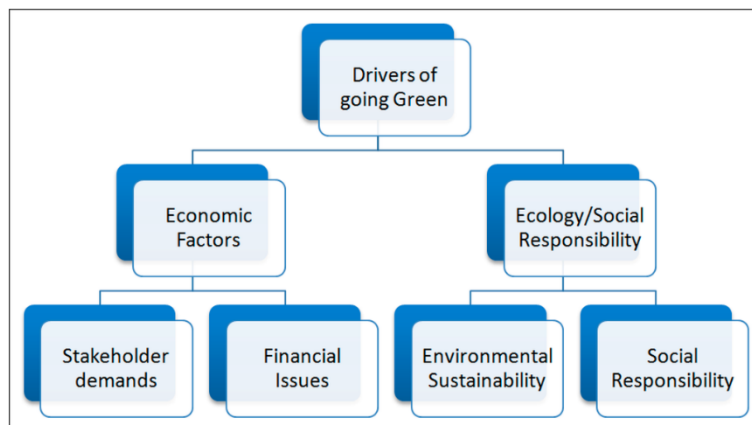 Drivers of
going Green
Economic
Factors
Ecology/Social
Responsibility
Stakeholder
demands
Financial
Issues
Environmental
Sustainability
Social
Responsibility